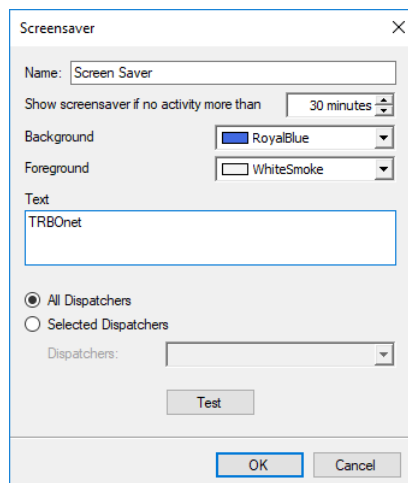 Screensaver
Name: Screen Saver
Show screensaver if no activity more than 30 minutes
Background RoyalBlue
Foreground WhiteSmoke
Text
TRBOnet
All Dispatchers
Selected Dispatchers
Dispatchers:
Test
OK Cancel